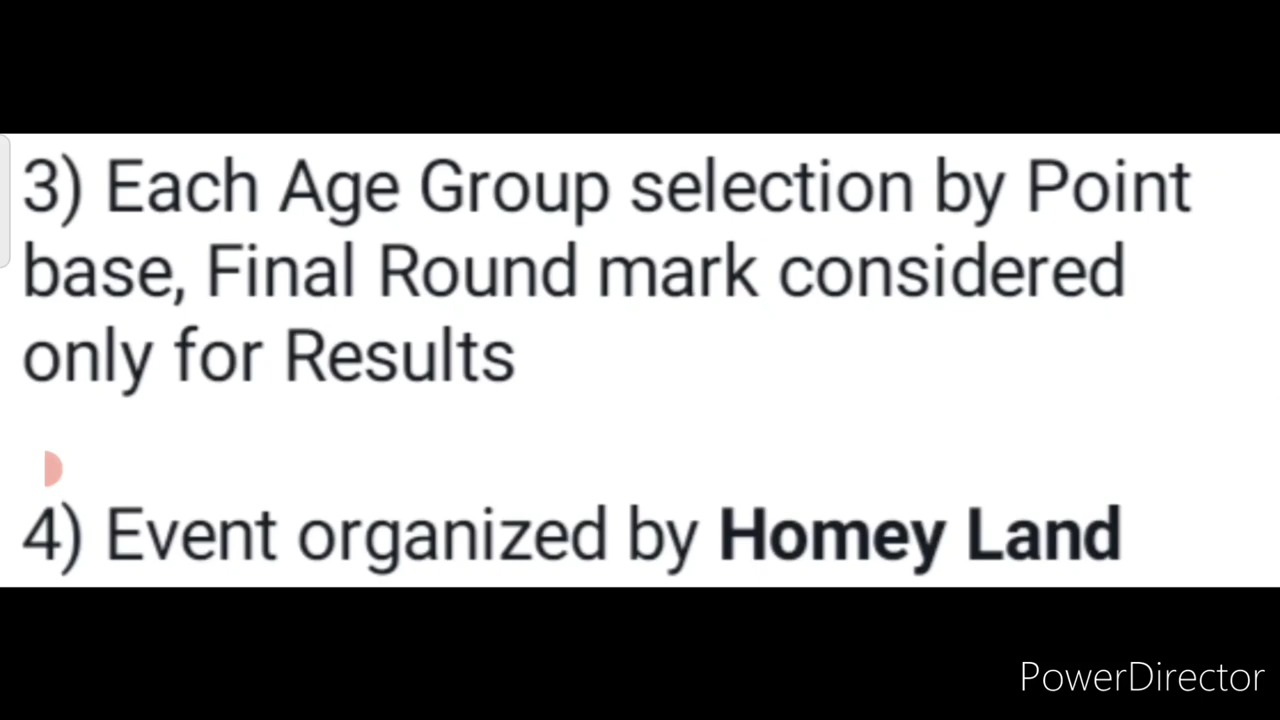 3) Each Age Group selection by Point
base, Final Round mark considered
only for Results
4) Event organized by Homey Land
PowerDirector